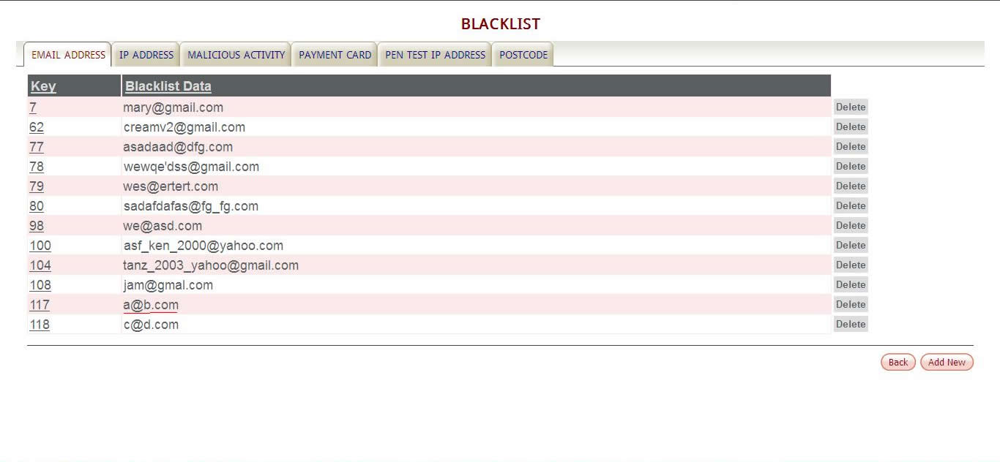 BLACKLIST
EMAIL ADDRESS IP ADDRESS MALICIOUS ACTIVITY PAYMENT CARD PEN TEST IP ADDRESS POSTCODE
Key Blacklist Data
7 mary@gmail.com Delete
62 creamv2@gmail.com Delete
77 asadaad@dfg.com Delete
78 wewqe'dss@gmail.com Delete
79 wes@ertert.com Delete
80 sadafdafas@fg_fg.com Delete
98 we@asd.com Delete
100 asf_ken_2000@yahoo.com Delete
104 tanz_2003_yahoo@gmail.com Delete
108 jam@gmal.com Delete
117 a@b.com Delete
118 c@d.com Delete
Back Add New